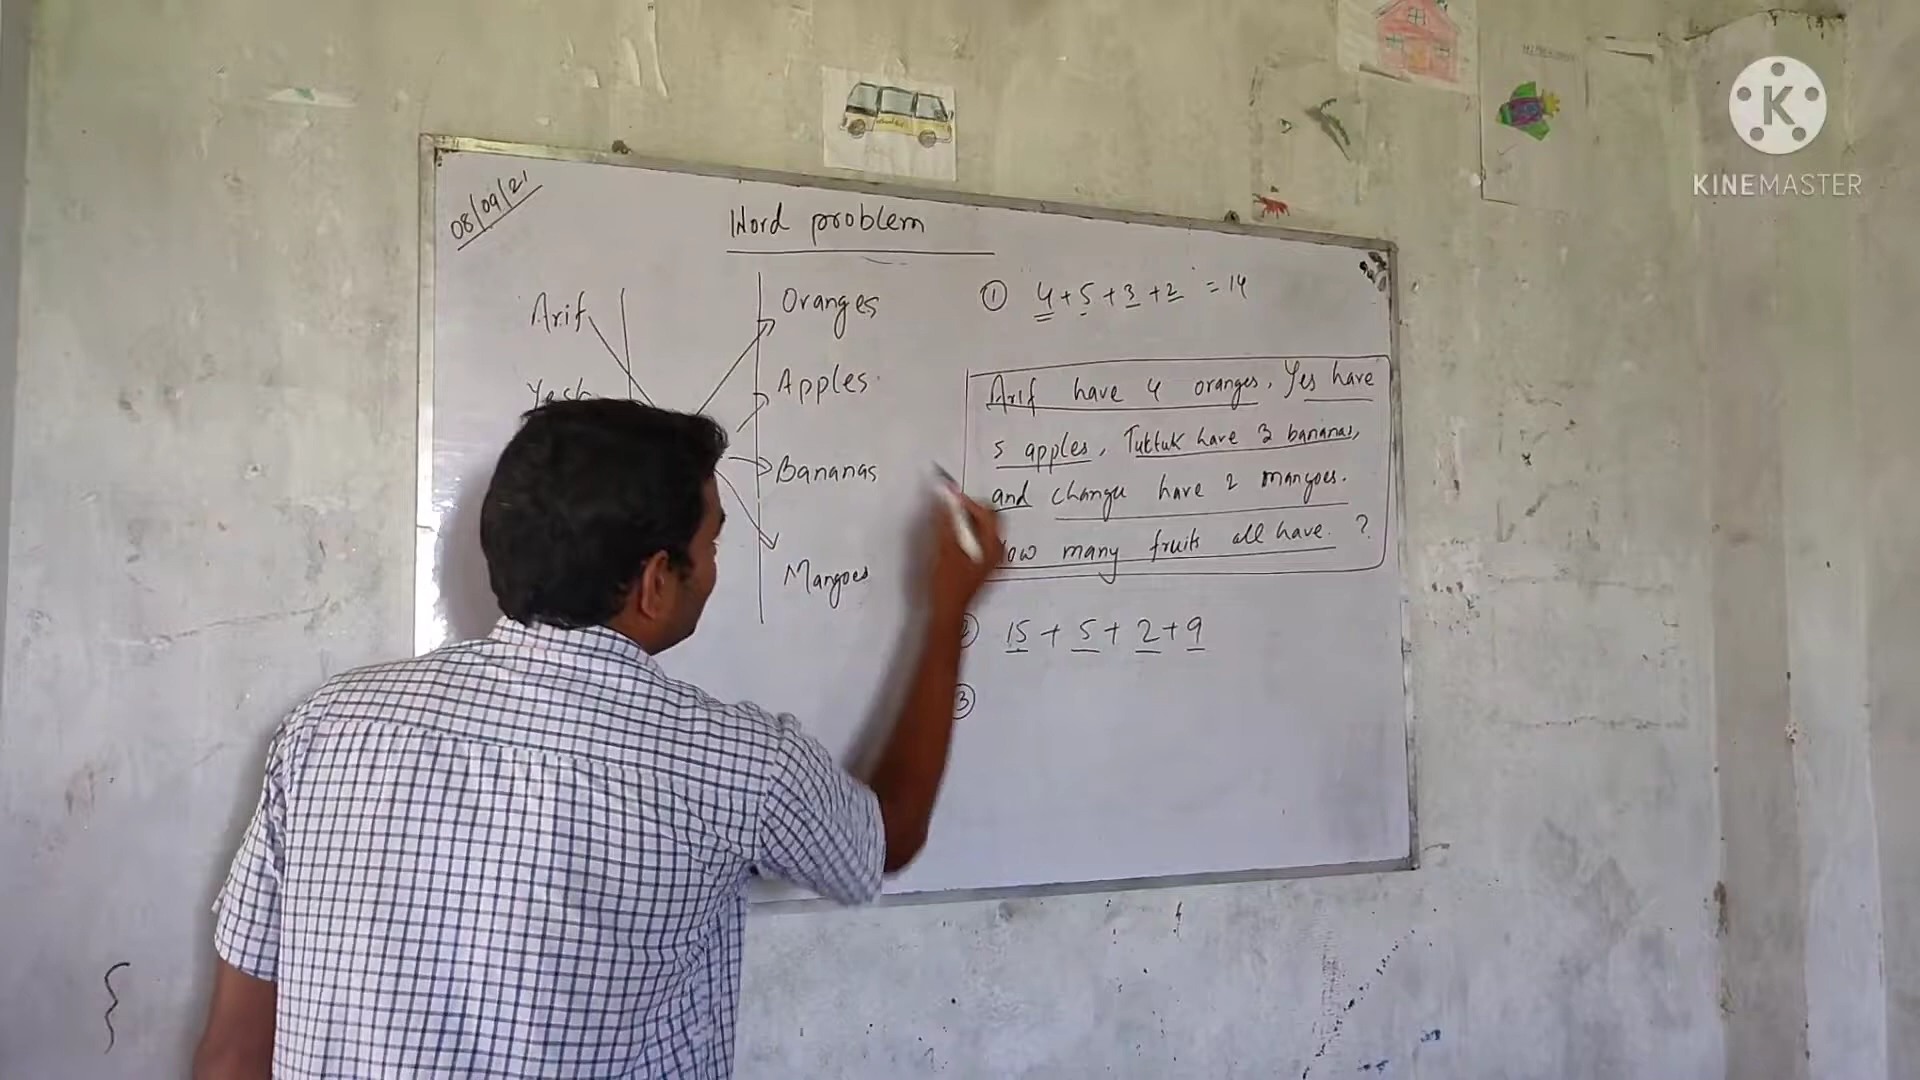 08/09/21
Word problem
Arif
Yesh
Oranges
Apples
Bananas
Mangoes
① 4 + 5 + 3 + 2 = 14
Arif have 4 oranges, Yes have
5 apples, Tuktuk have 3 bananas,
and changu have 2 mangoes.
How many fruits all have. ?
② 15 + 5 + 2 + 9
③
KINEMASTER